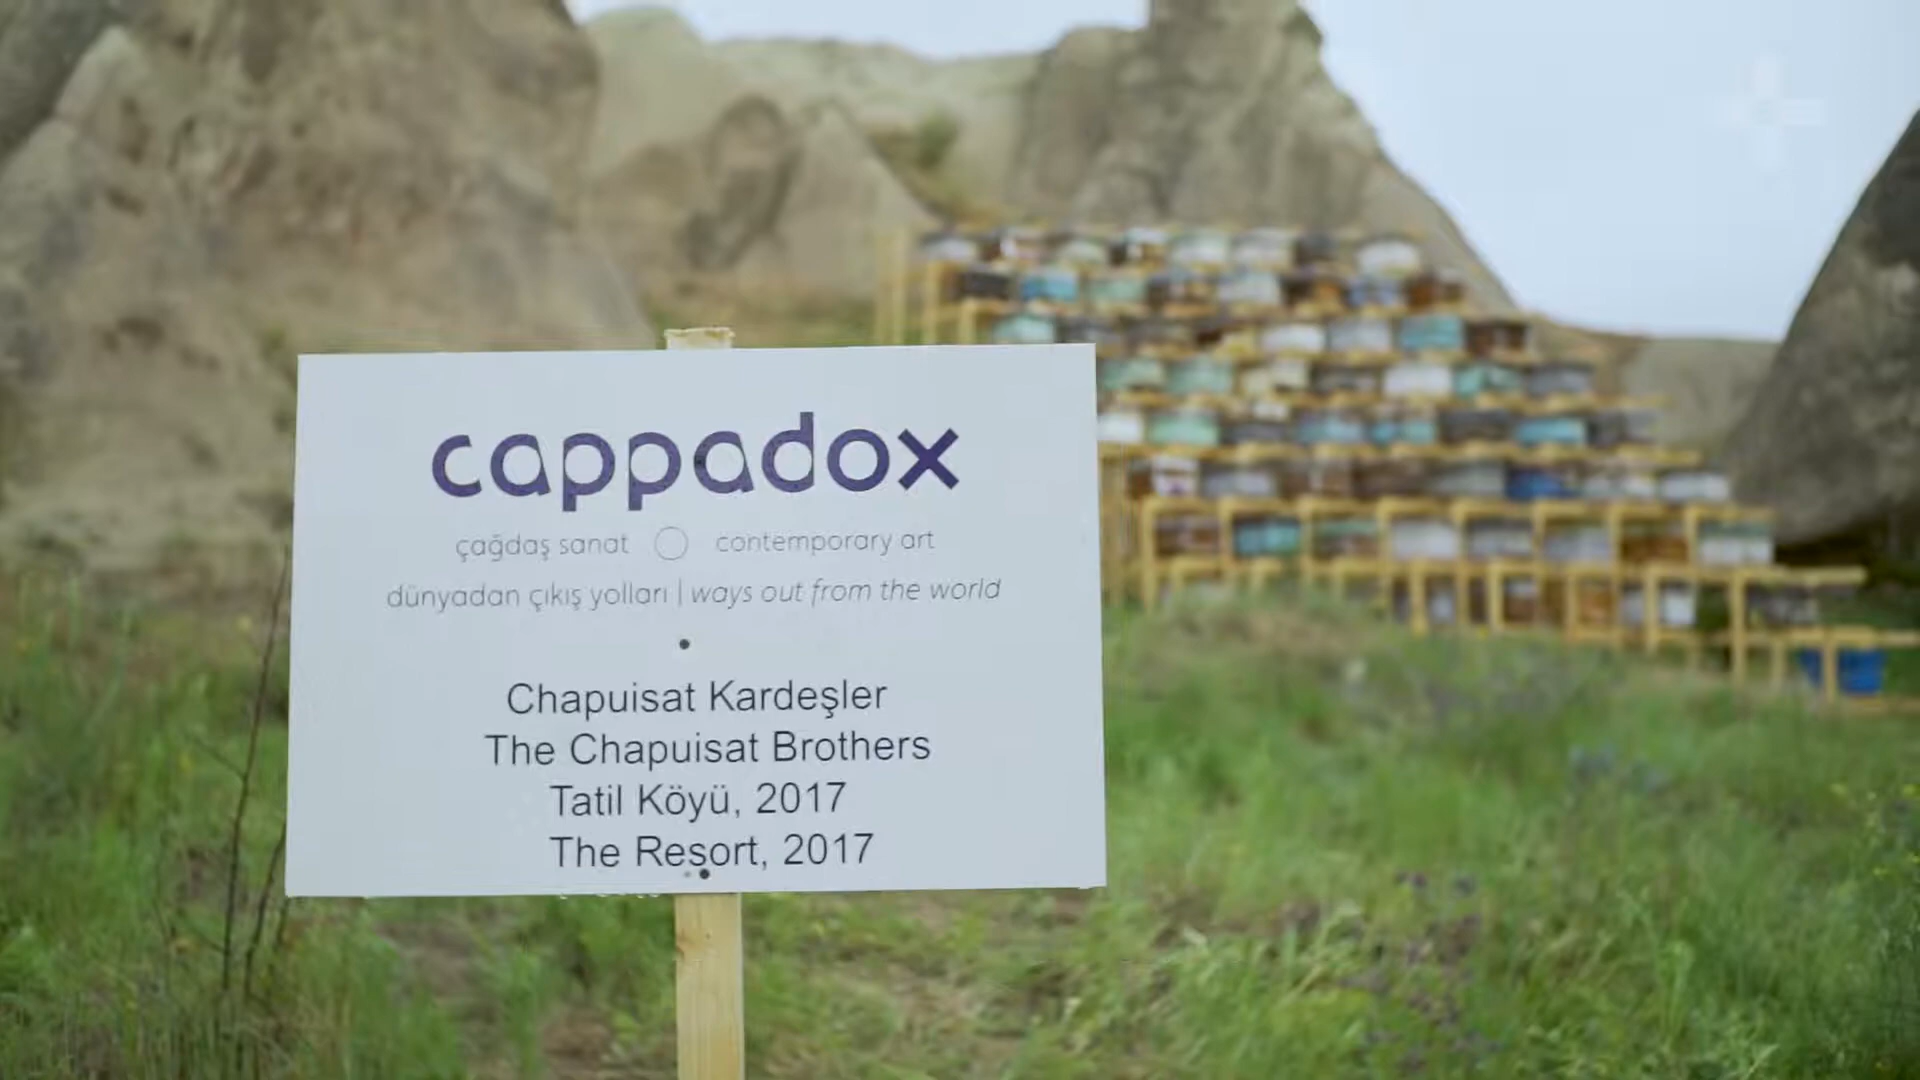 cappadox
çağdaş sanat contemporary art
dünyadan çıkış yolları | ways out from the world
Chapuisat Kardeşler
The Chapuisat Brothers
Tatil Köyü, 2017
The Resort, 2017